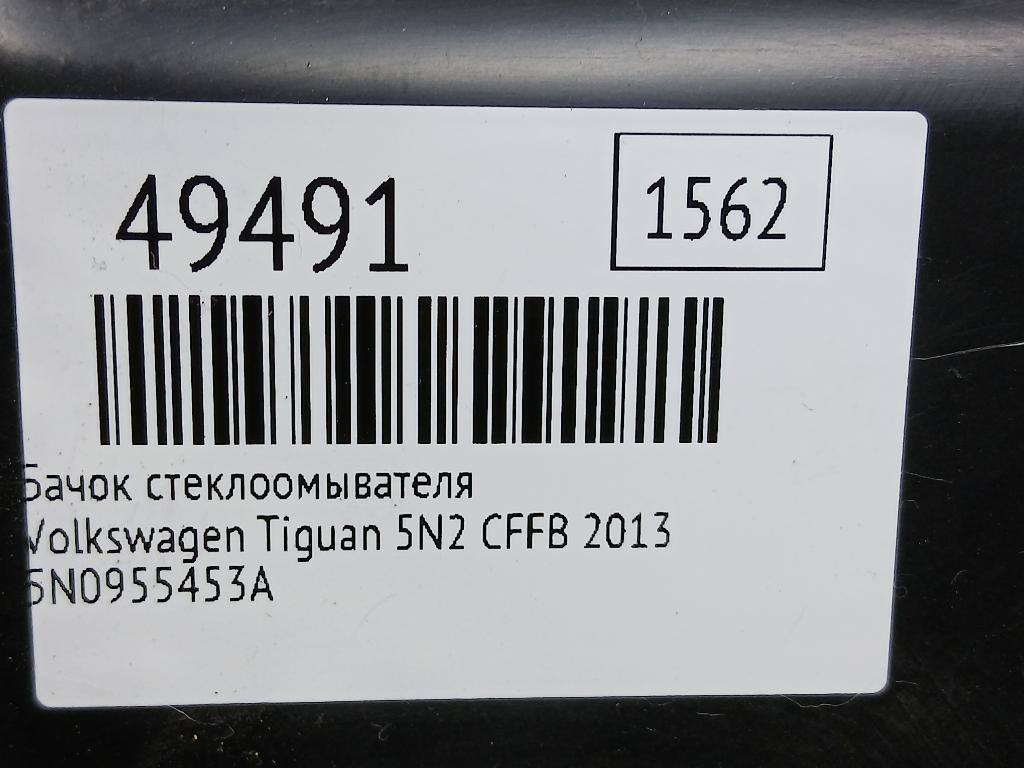 49491
1562
Бачок стеклоомывателя
Volkswagen Tiguan 5N2 CFFB 2013
5N0955453A